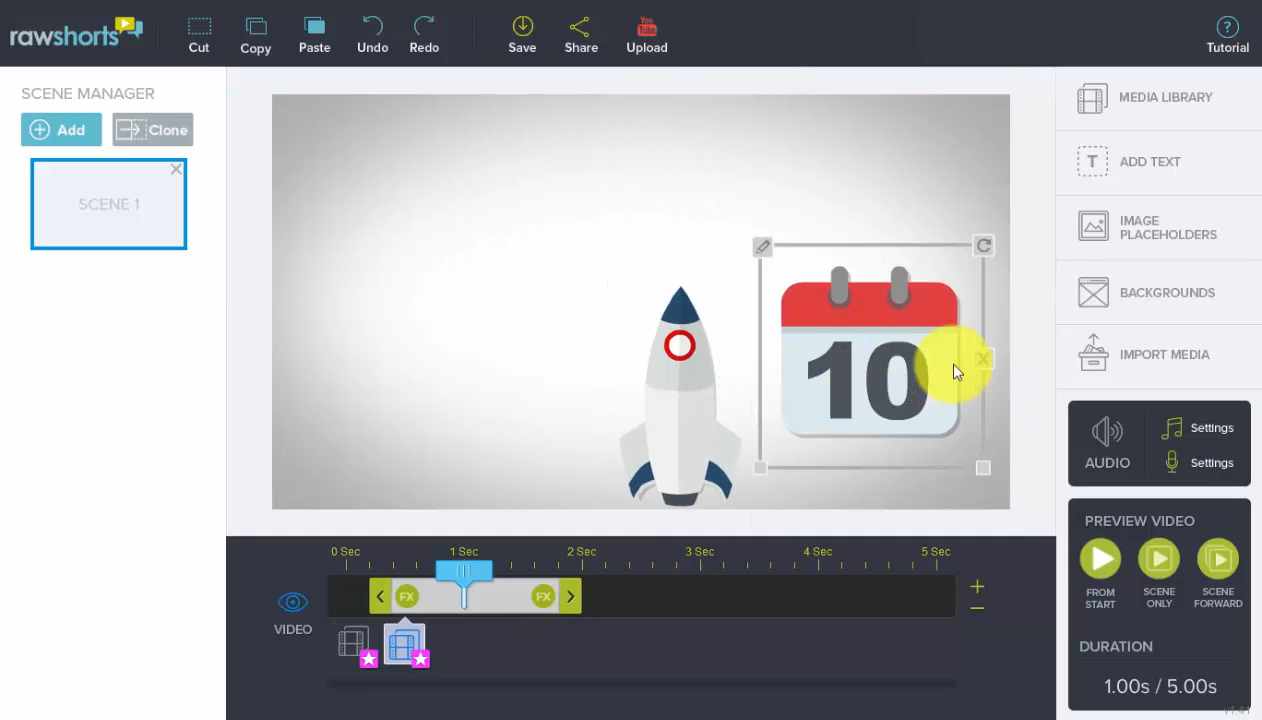 rawshorts
Cut
Copy
Paste
Undo
Redo
Save
Share
You
Tube
Upload
?
Tutorial
SCENE MANAGER
Add
Clone
SCENE 1
10
MEDIA LIBRARY
T
ADD TEXT
IMAGE
PLACEHOLDERS
BACKGROUNDS
IMPORT MEDIA
AUDIO
Settings
Settings
PREVIEW VIDEO
FROM
START
SCENE
ONLY
SCENE
FORWARD
DURATION
1.00s / 5.00s
0 Sec
1 Sec
2 Sec
3 Sec
4 Sec
5 Sec
FX
FX
VIDEO